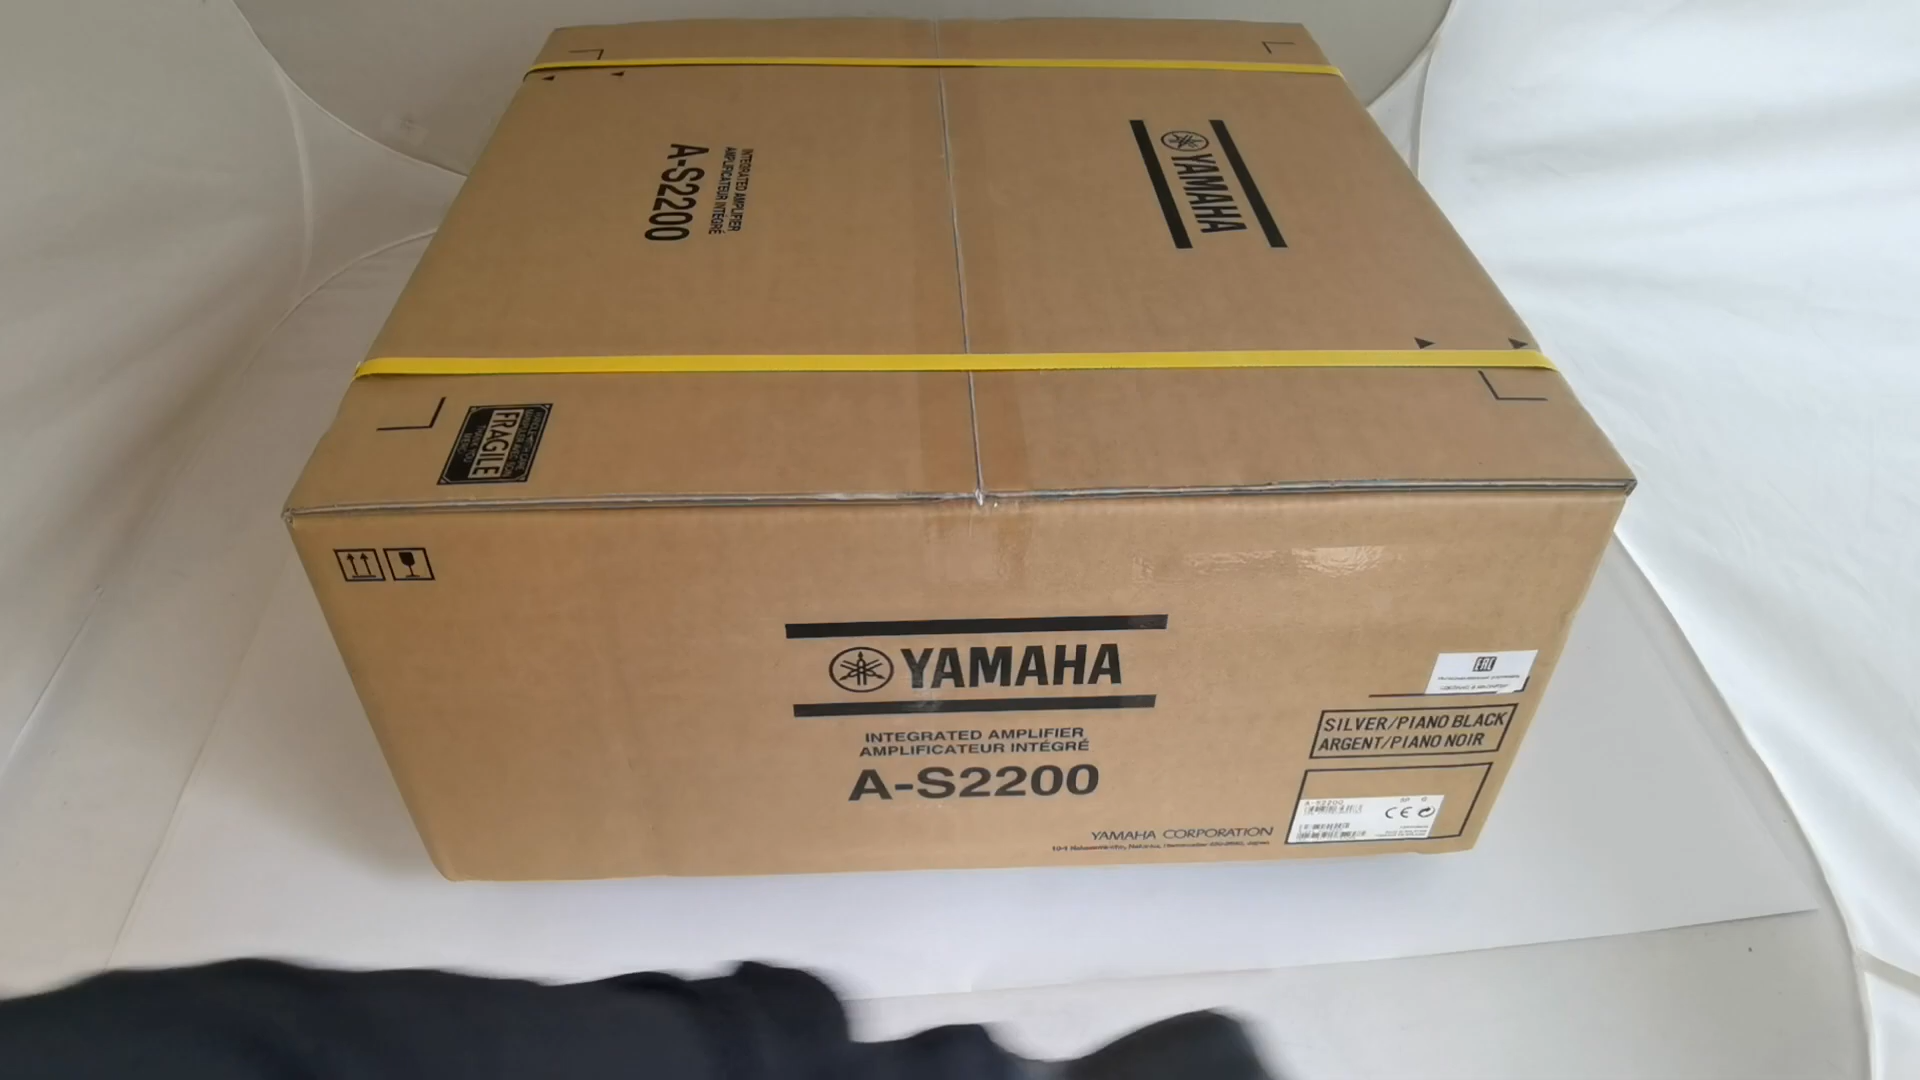 INTEGRATED AMPLIFIER
AMPLIFICATEUR INTÉGRÉ
A-S2200
YAMAHA
FRAGILE
YAMAHA
INTEGRATED AMPLIFIER
AMPLIFICATEUR INTÉGRÉ
A-S2200
EAC
SILVER/PIANO BLACK
ARGENT/PIANO NOIR
A-S2200
CE
YAMAHA CORPORATION